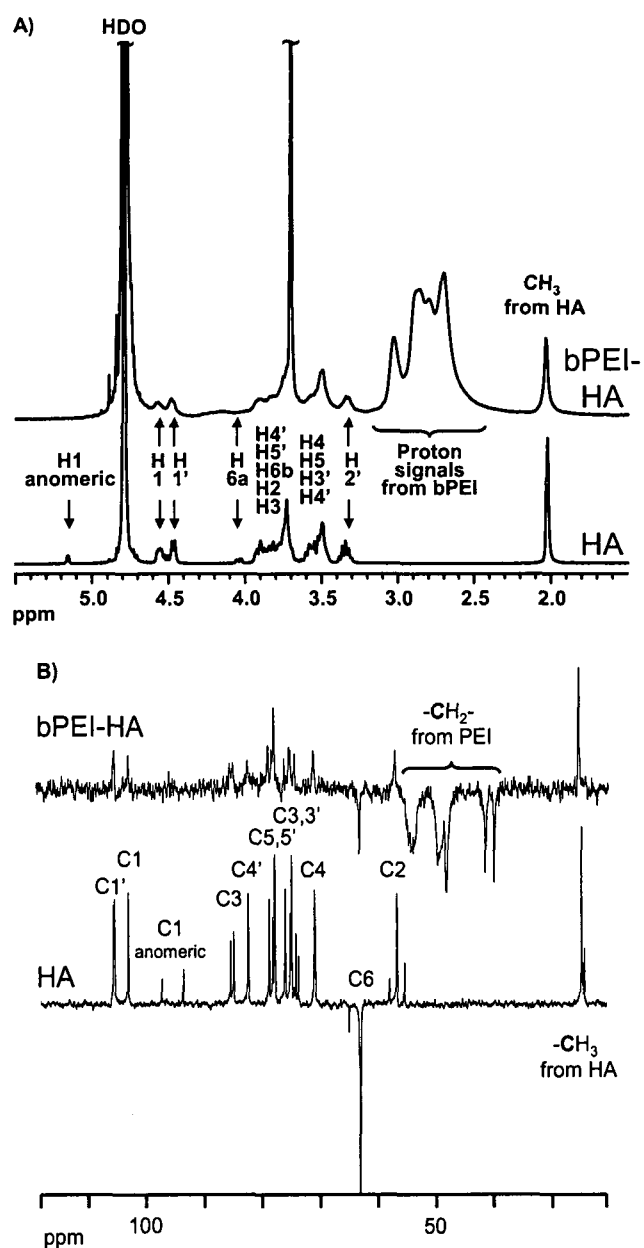 A)
HDO
CH3
from HA
bPEI-
HA
H1
anomeric
H
1
H
1'
H
6a
H4'
H5'
H6b
H2
H3
H4
H5
H3'
H4'
H
2'
Proton
signals
from bPEI
HA
5.0
4.5
4.0
3.5
3.0
2.5
2.0
ppm
B)
bPEI-HA
-CH2-
from PEI
C3,3'
C5,5'
C1
C1'
C4'
C3
C4
C2
C1
anomeric
HA
C6
-CH3
from HA
100
50
ppm